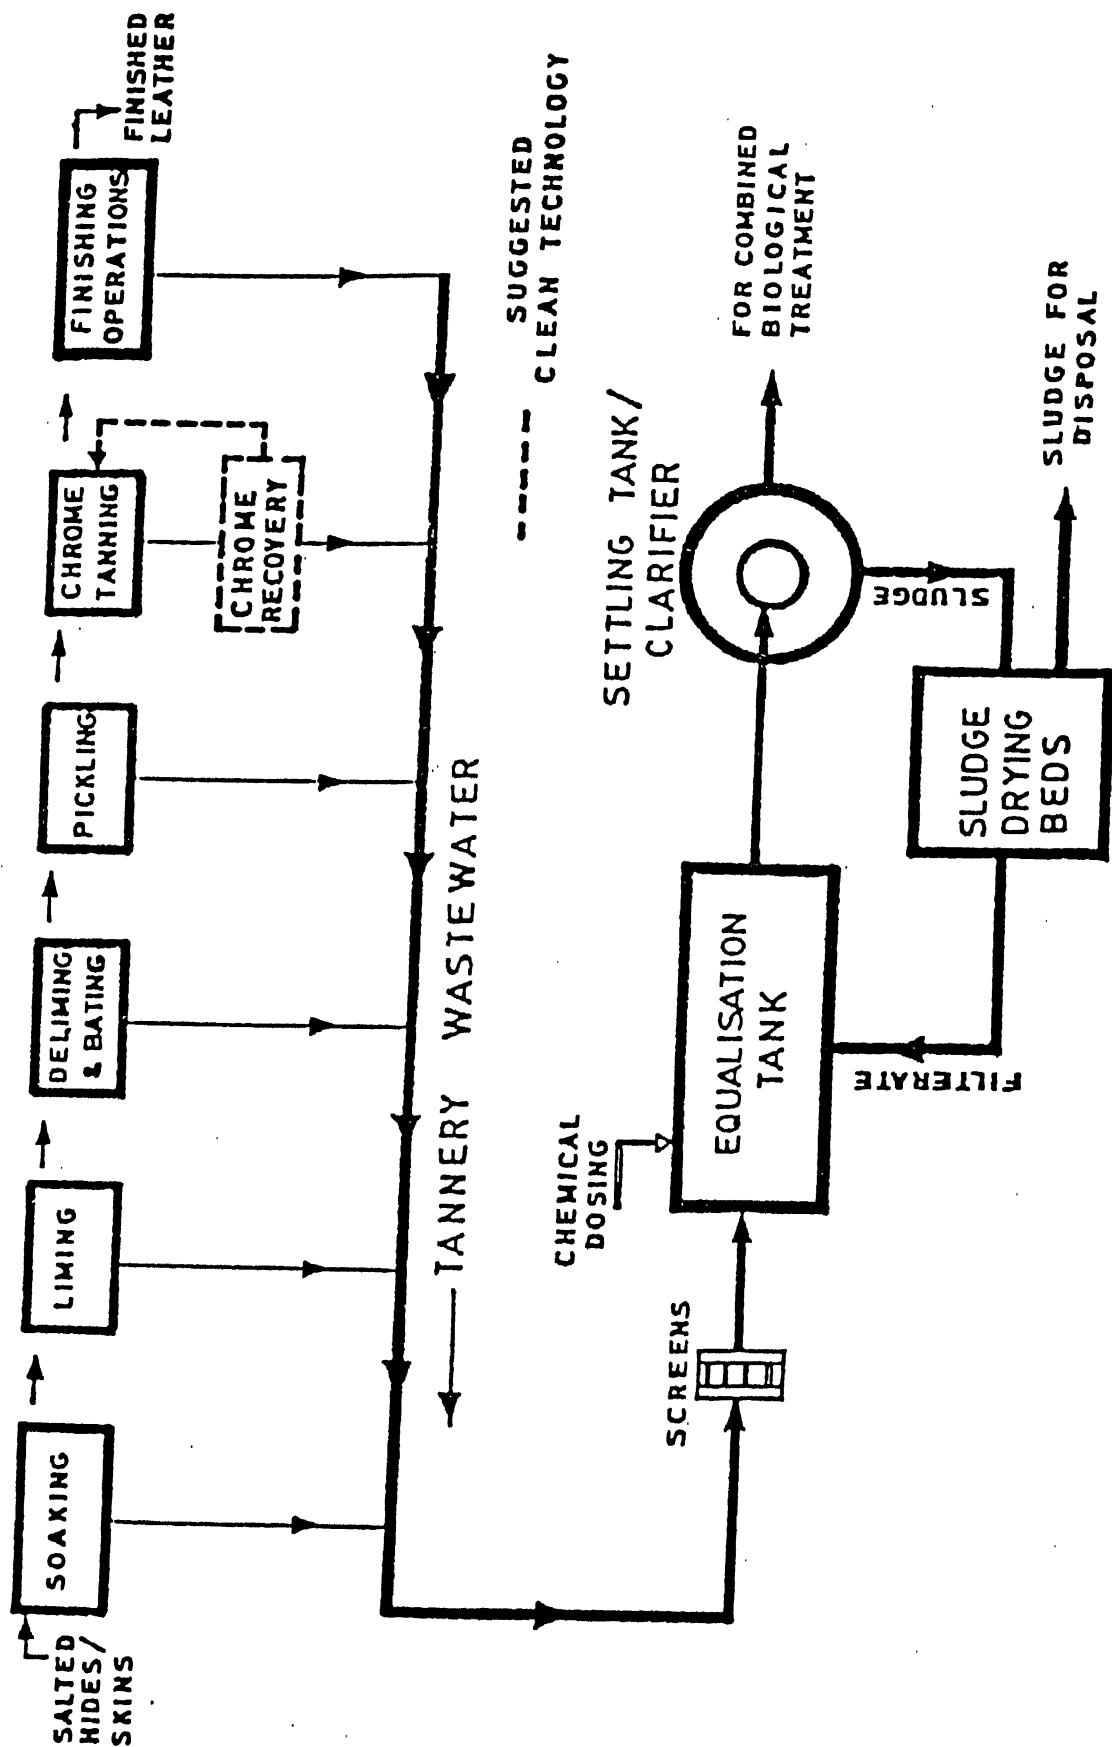 SALTED
HIDES/
SKINS
SOAKING
LIMING
DELIMING
& BATING
PICKLING
CHROME
TANNING
FINISHING
OPERATIONS
FINISHED
LEATHER
CHROME
RECOVERY
TANNERY WASTEWATER
SUGGESTED
CLEAN TECHNOLOGY
SCREENS
CHEMICAL
DOSING
EQUALISATION
TANK
SETTLING TANK/
CLARIFIER
FOR COMBINED
BIOLOGICAL
TREATMENT
SLUDGE
FILTERATE
SLUDGE
DRYING
BEDS
SLUDGE FOR
DISPOSAL